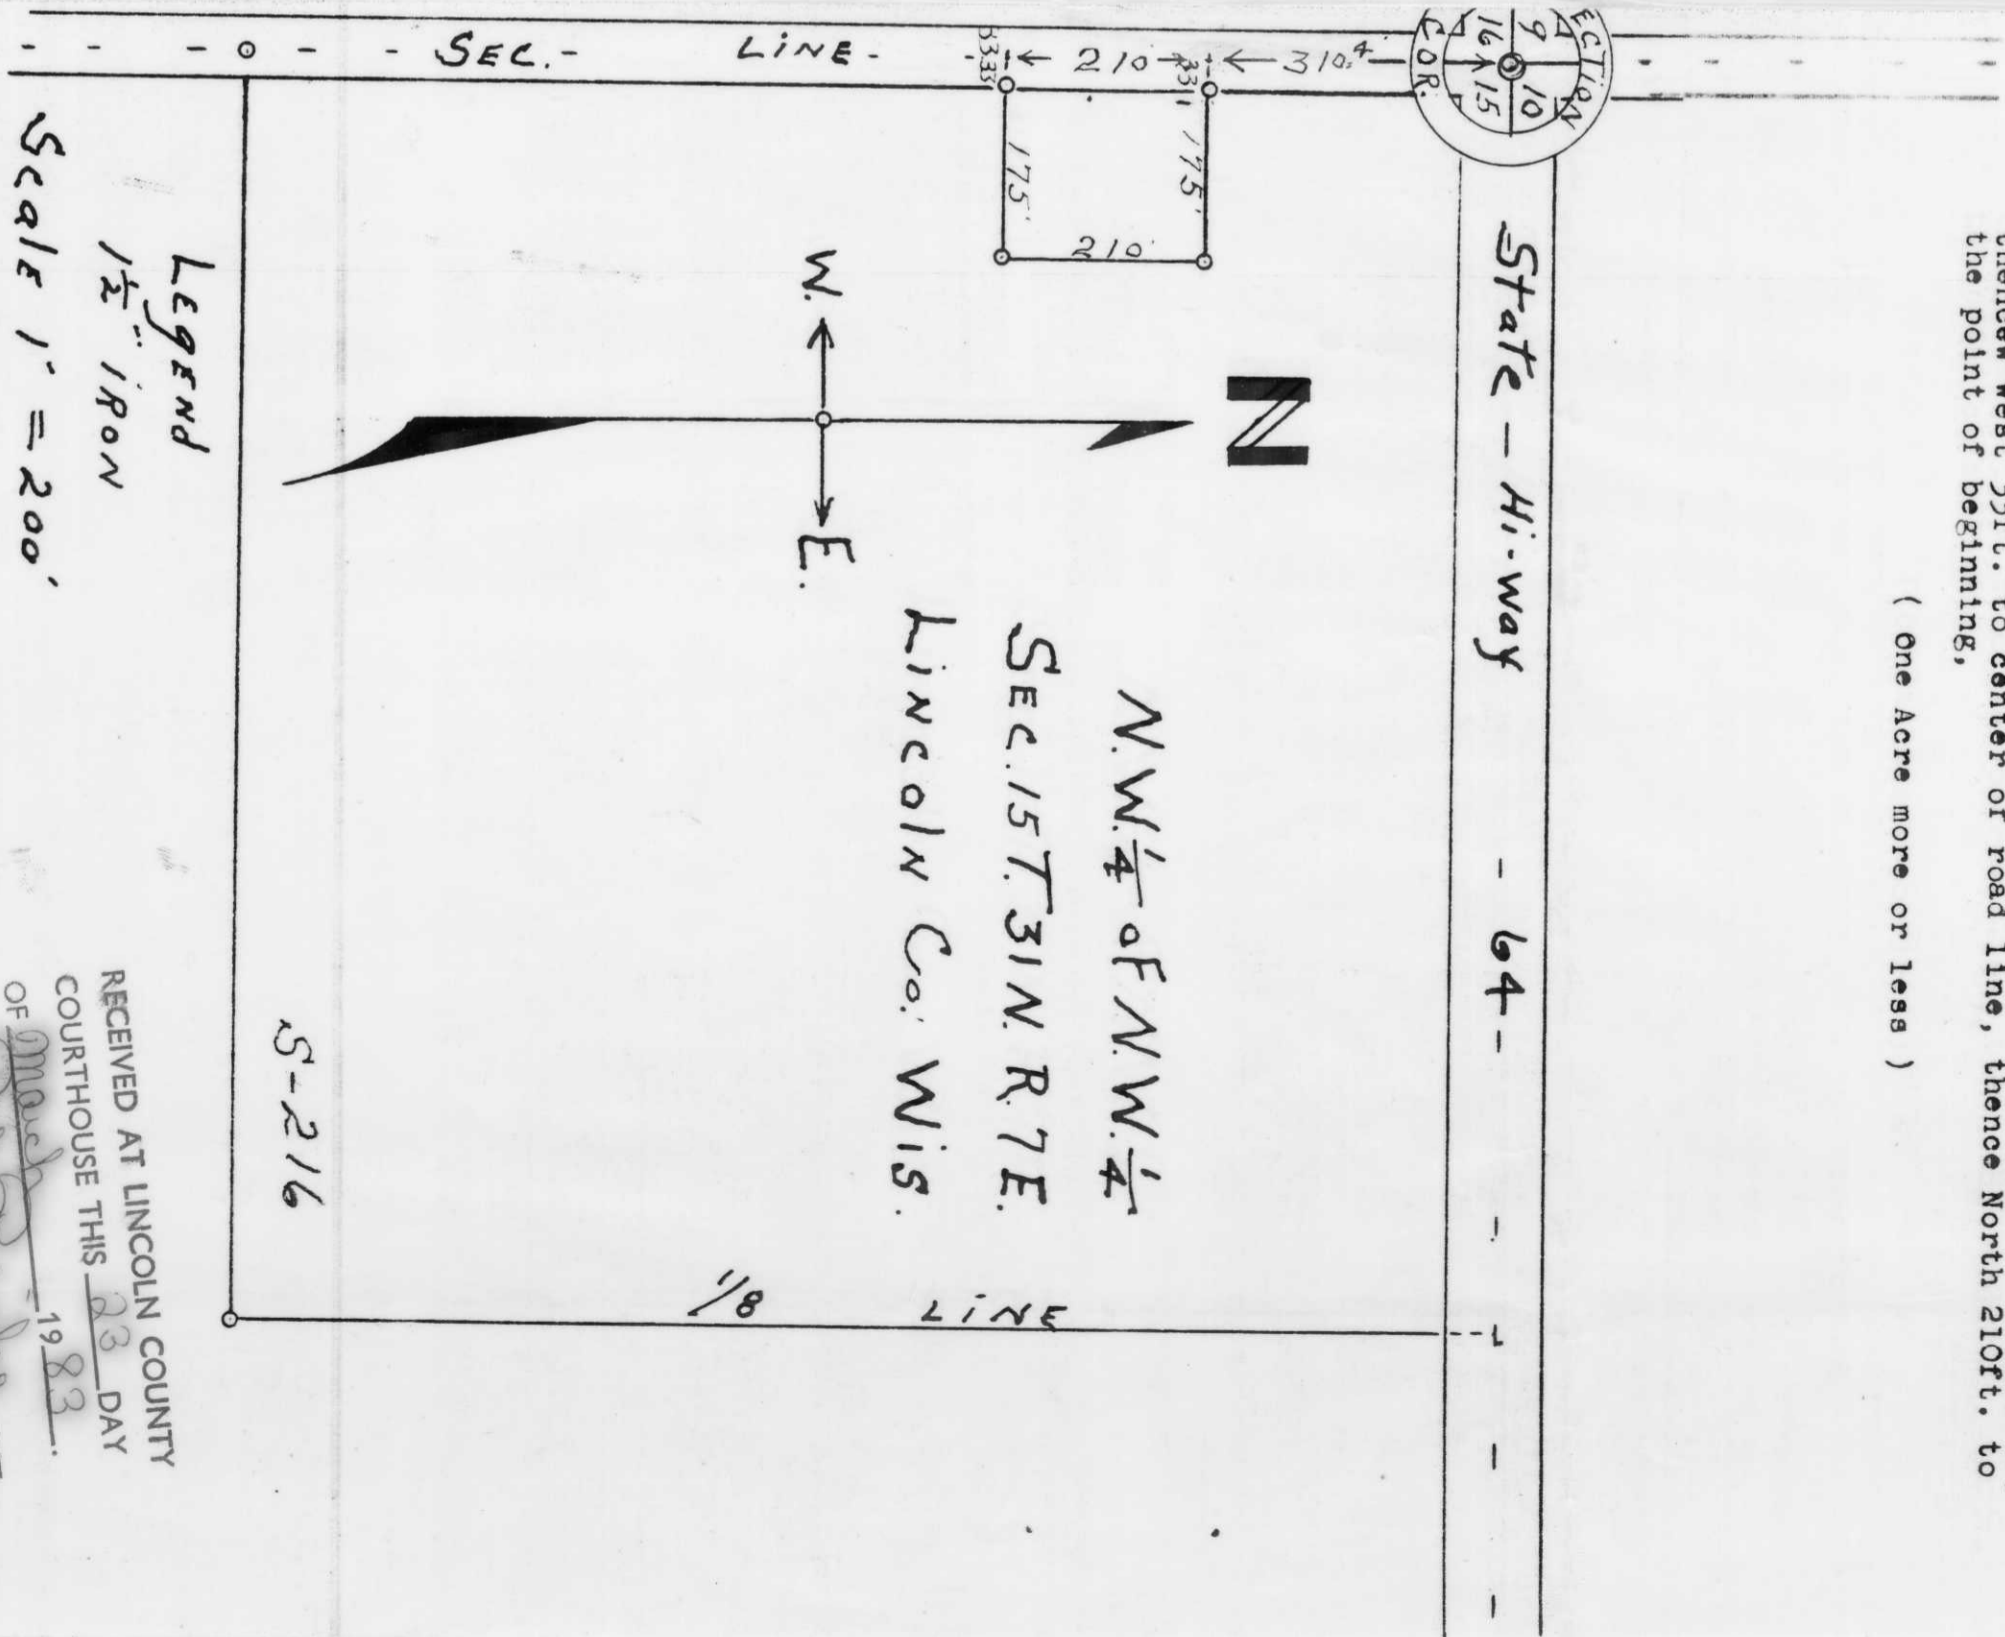 west to center of road line, thence North 210ft. to
the point of beginning,
( One Acre more or less )
SECTION COR.
9 10
16 15
SEC. LINE
210
310.4
33
33.33
175'
175'
210'
State - Hi-way - 64 -
N
W. E.
N.W. 1/4 OF N.W. 1/4
SEC. 15 T. 31 N. R. 7 E.
LINCOLN Co. WIS.
1/8 LINE
S-216
LEGEND
1 1/2" IRON
Scale 1" = 200'
RECEIVED AT LINCOLN COUNTY
COURTHOUSE THIS 23 DAY
OF March 1983.